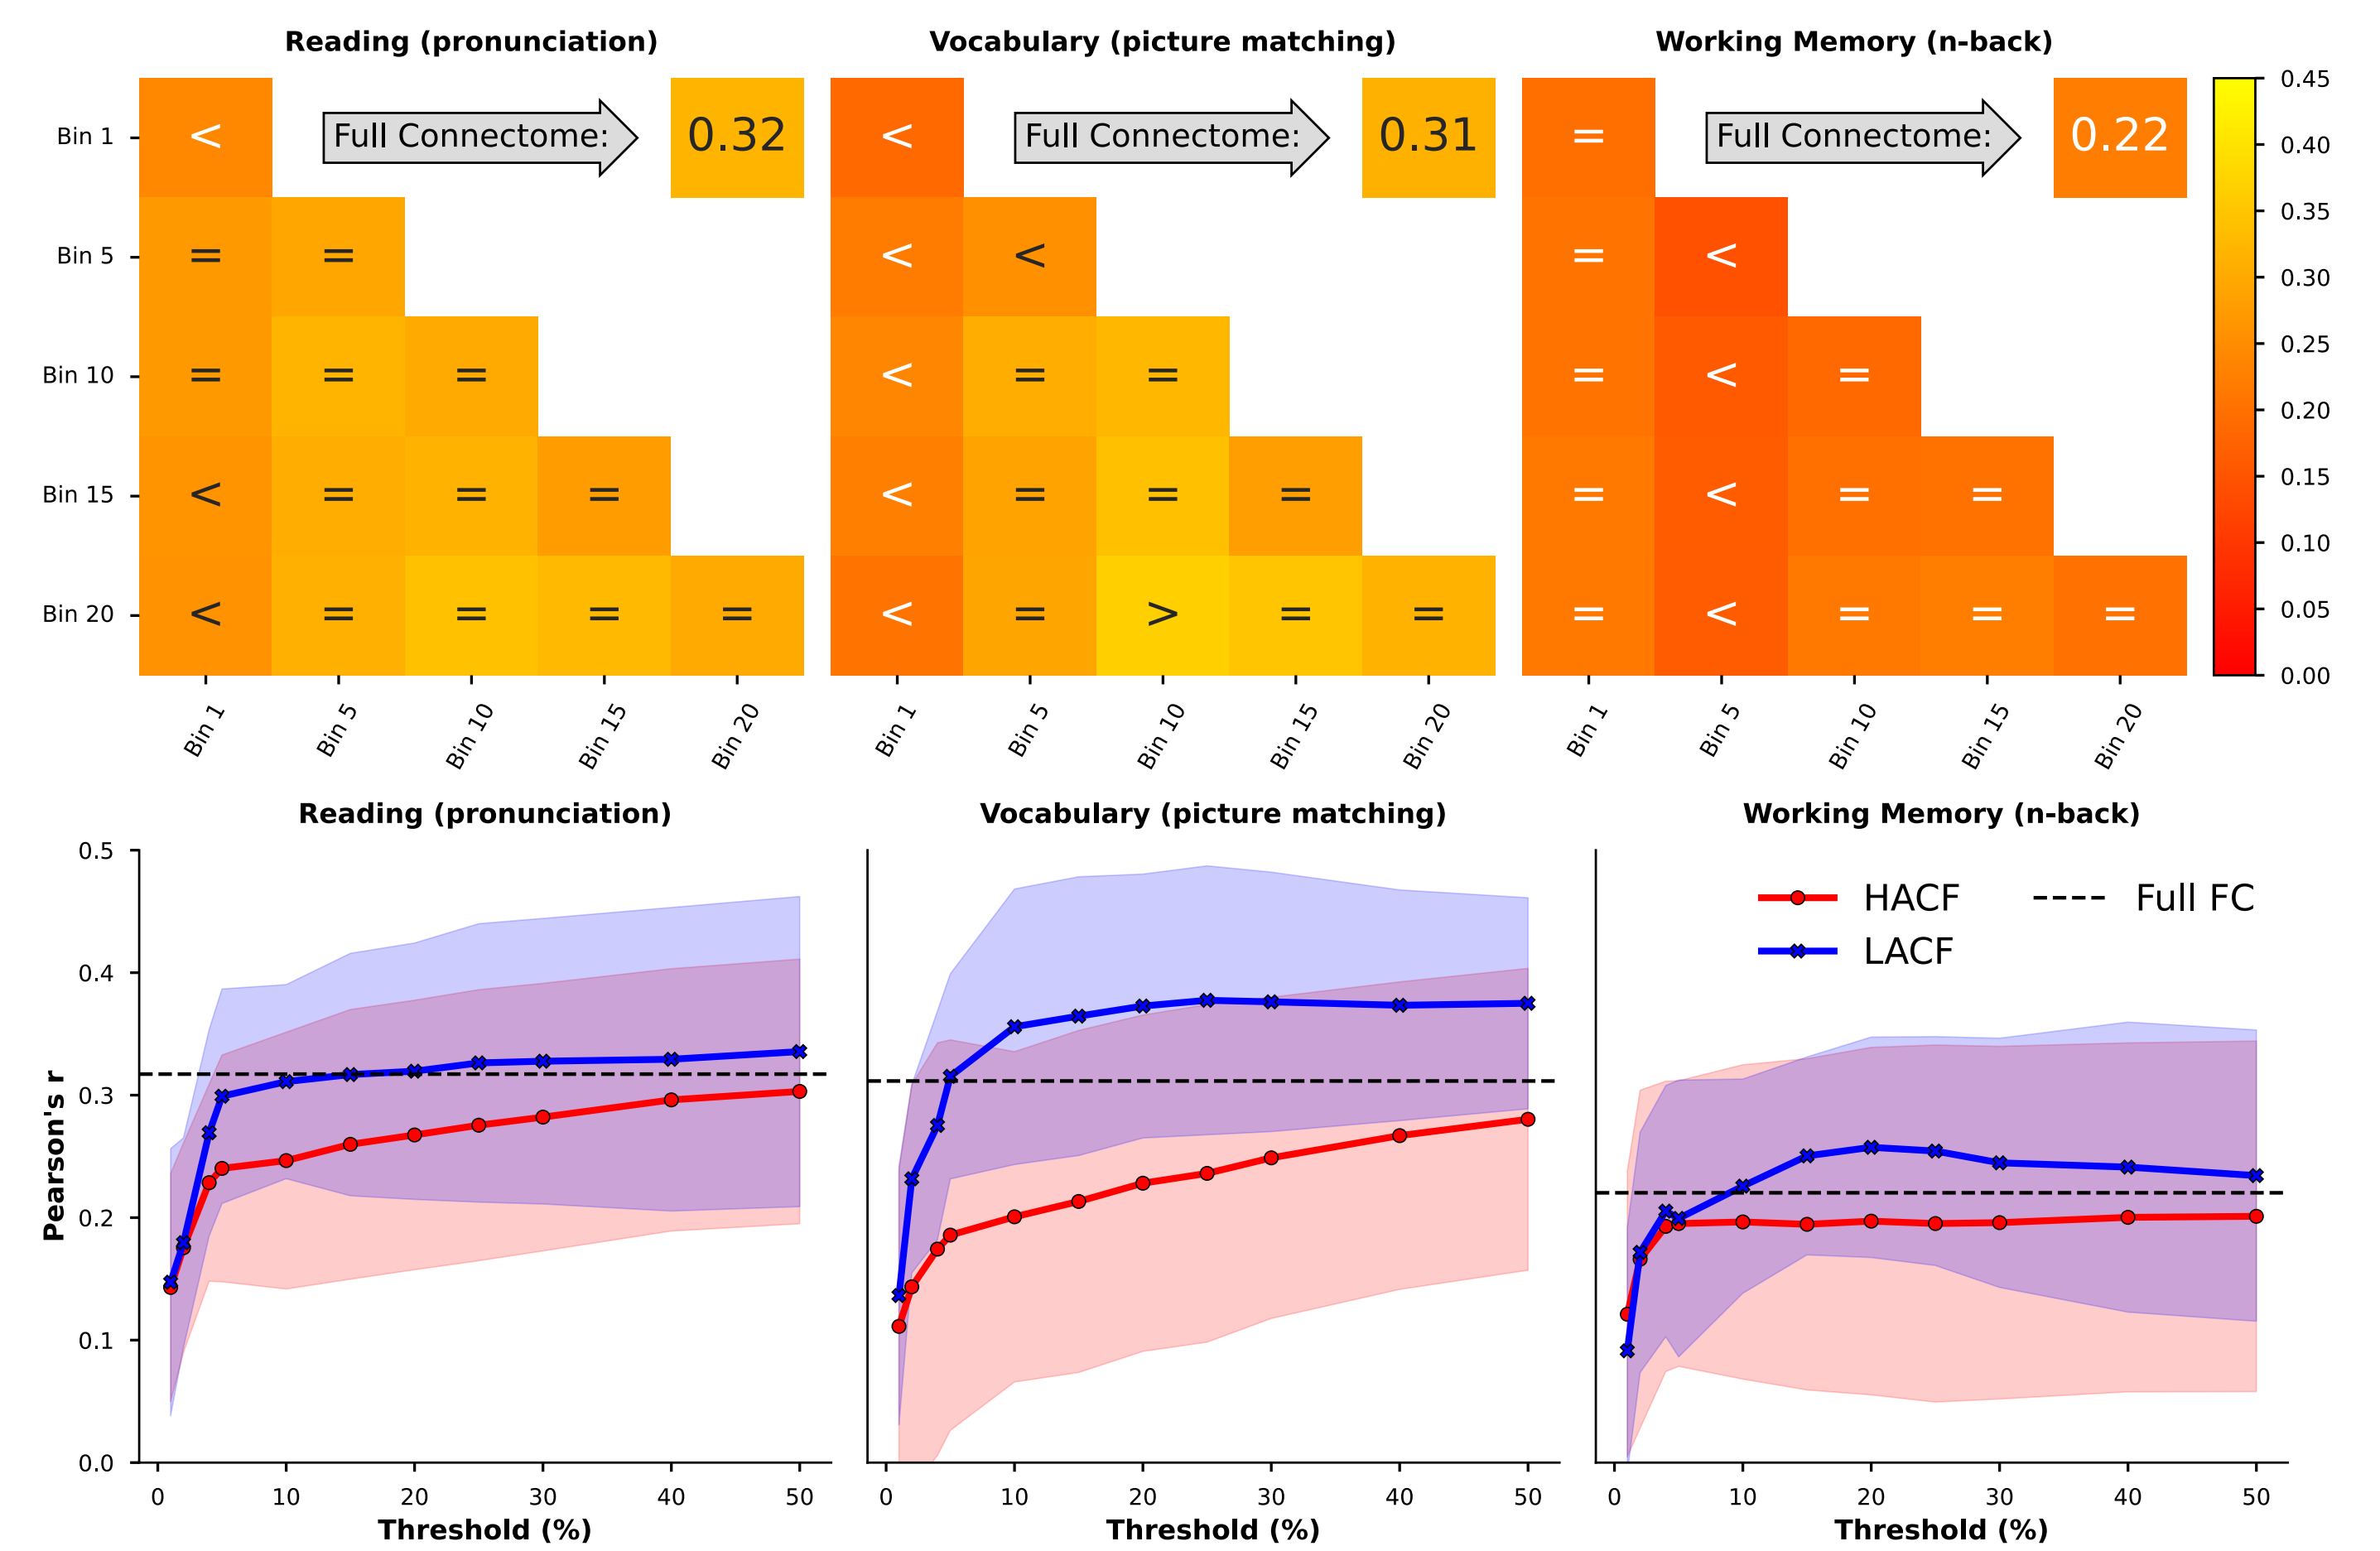 Reading (pronunciation)
Vocabulary (picture matching)
Working Memory (n-back)
Bin 1
<
Full Connectome:
0.32
<
Full Connectome:
0.31
=
Full Connectome:
0.22
Bin 5
= =
< <
= <
Bin 10
= = =
< = =
= < =
Bin 15
< = = =
< = = =
= < = =
Bin 20
< = = = =
< = > = =
= < = = =
Bin 1 Bin 5 Bin 10 Bin 15 Bin 20
Bin 1 Bin 5 Bin 10 Bin 15 Bin 20
Bin 1 Bin 5 Bin 10 Bin 15 Bin 20
0.45
0.40
0.35
0.30
0.25
0.20
0.15
0.10
0.05
0.00
Reading (pronunciation)
Vocabulary (picture matching)
Working Memory (n-back)
Pearson's r
0.5
0.4
0.3
0.2
0.1
0.0
HACF
LACF
Full FC
0 10 20 30 40 50
0 10 20 30 40 50
0 10 20 30 40 50
Threshold (%)
Threshold (%)
Threshold (%)